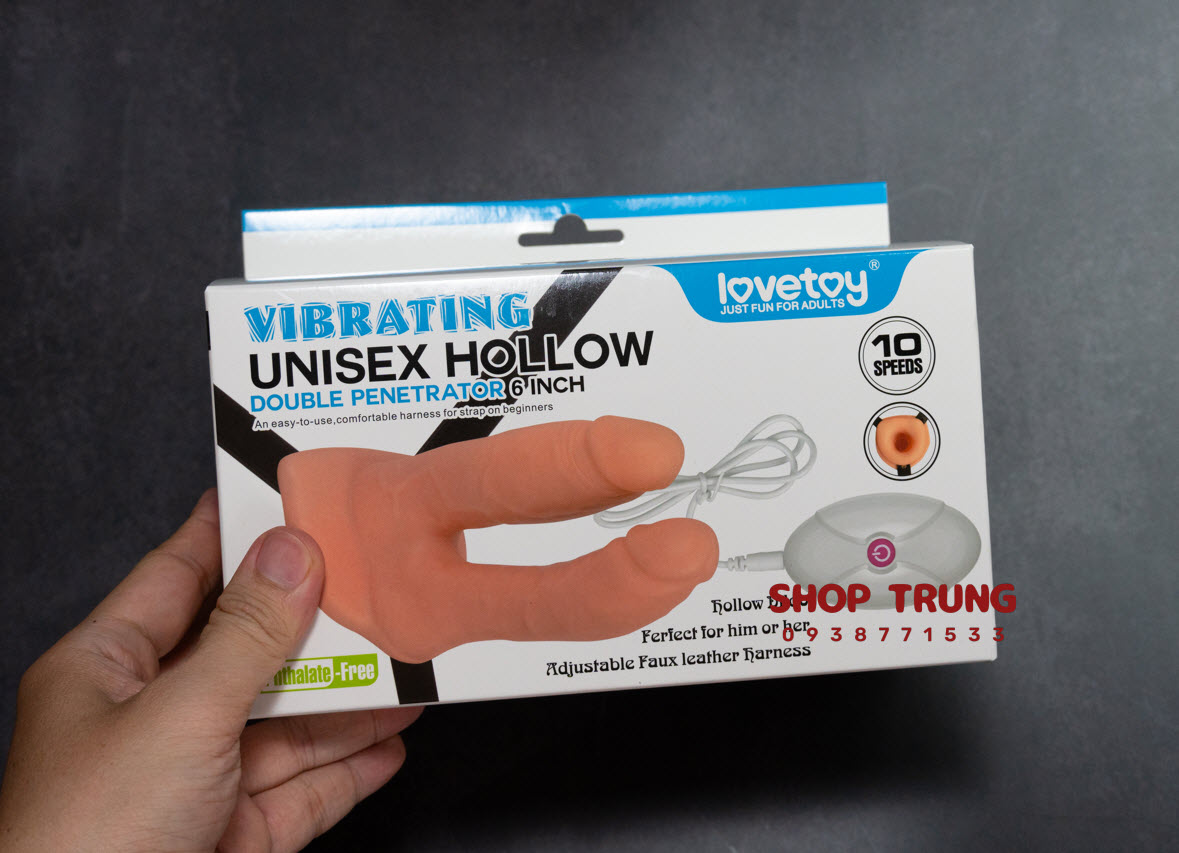 lovetoy®
JUST FUN FOR ADULTS
VIBRATING
UNISEX HOLLOW
DOUBLE PENETRATOR 6 INCH
An easy-to-use,comfortable harness for strap on beginners
10
SPEEDS
Hollow
SHOP TRUNG
Perfect for him or her
0938771533
Adjustable Faux leather Harness
-Free